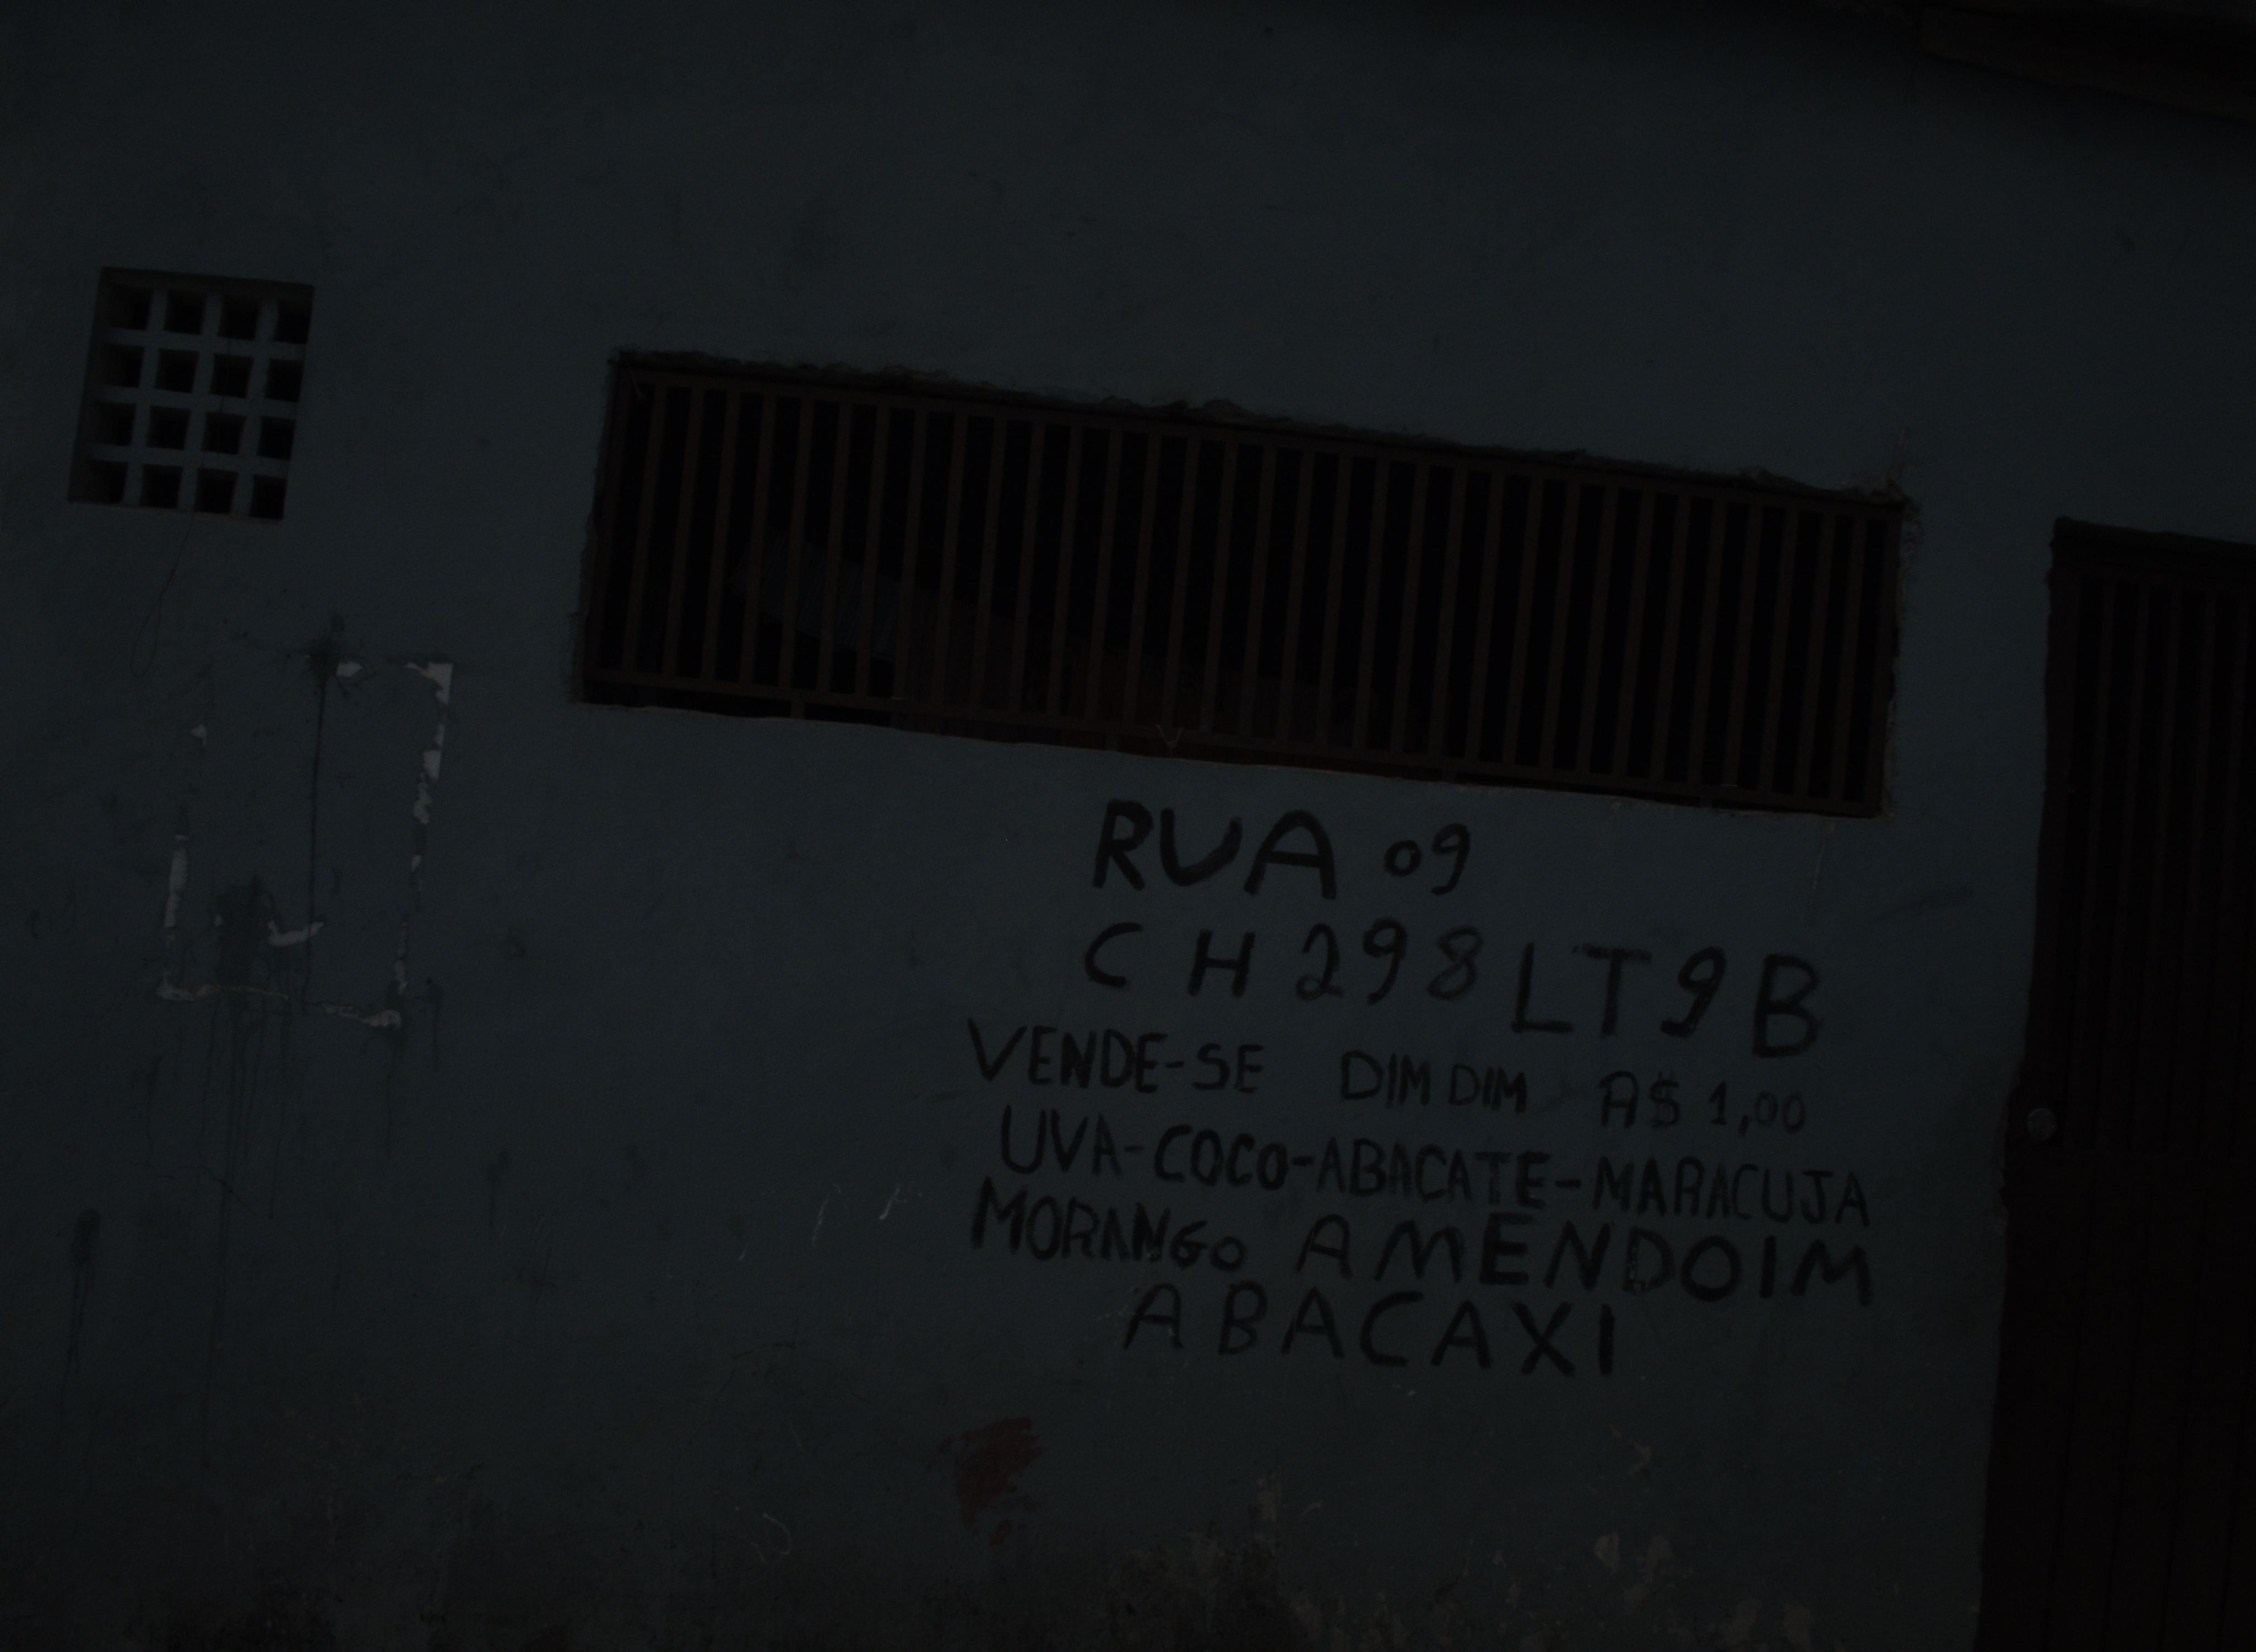 RUA 09
CH 298 LT 9 B
VENDE-SE DIM DIM R$ 1,00
UVA-COCO-ABACATE-MARACUJA
MORANGO AMENDOIM
ABACAXI